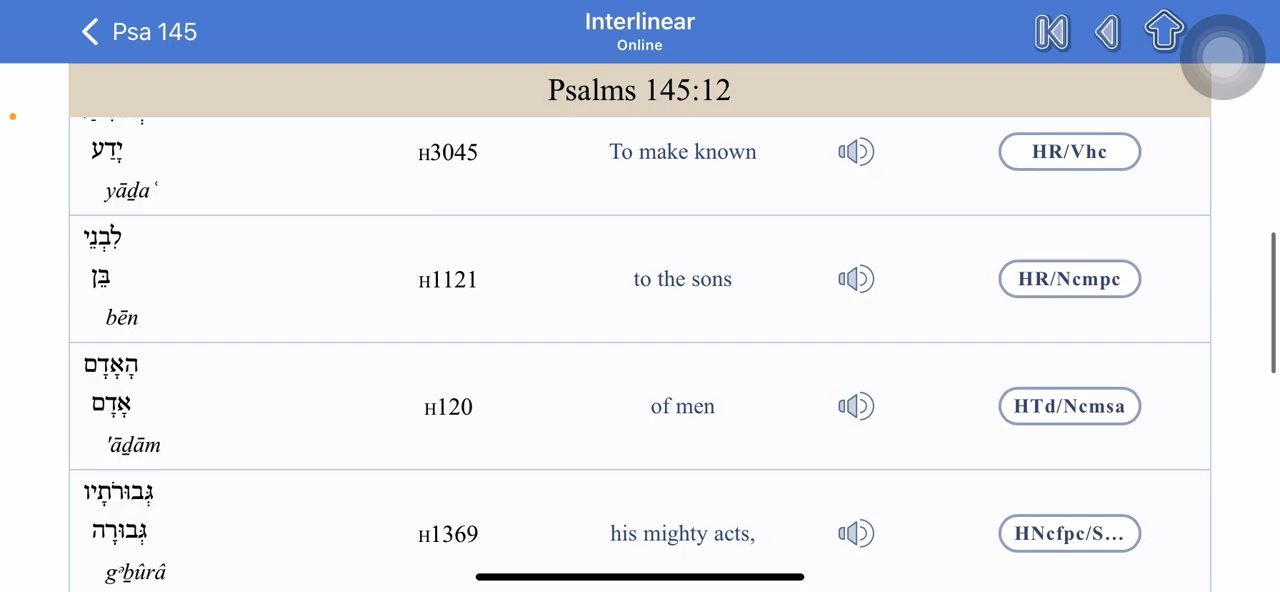 Psa 145
Interlinear
Online
Psalms 145:12
יָדַע H3045 To make known HR/Vhc
yāḏaʿ
לִבְנֵי
בֵּן H1121 to the sons HR/Ncmpc
bēn
הָאָדָם
אָדָם H120 of men HTd/Ncmsa
'āḏām
גְּבוּרֹתָיו
גְּבוּרָה H1369 his mighty acts, HNcfpc/S...
gᵊḇûrâ